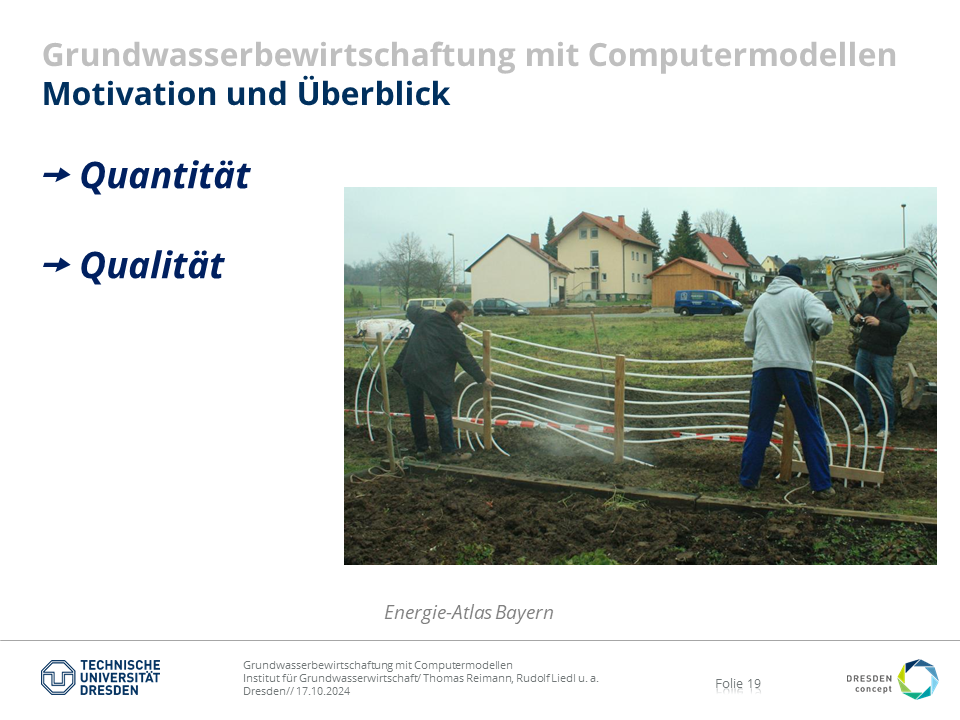 Grundwasserbewirtschaftung mit Computermodellen
Motivation und Überblick
➞ Quantität
➞ Qualität
Energie-Atlas Bayern
TECHNISCHE
UNIVERSITÄT
DRESDEN
Grundwasserbewirtschaftung mit Computermodellen
Institut für Grundwasserwirtschaft/ Thomas Reimann, Rudolf Liedl u. a.
Dresden// 17.10.2024
Folie 19
DRESDEN
concept